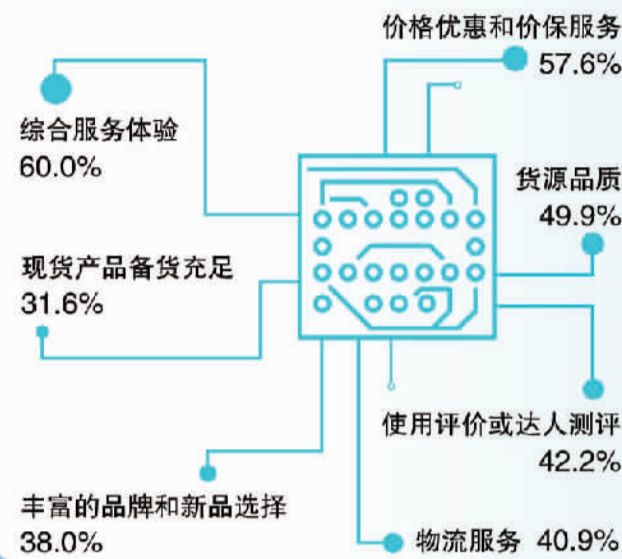 价格优惠和价保服务
57.6%
综合服务体验
60.0%
货源品质
49.9%
现货产品备货充足
31.6%
使用评价或达人测评
42.2%
丰富的品牌和新品选择
38.0%
物流服务 40.9%